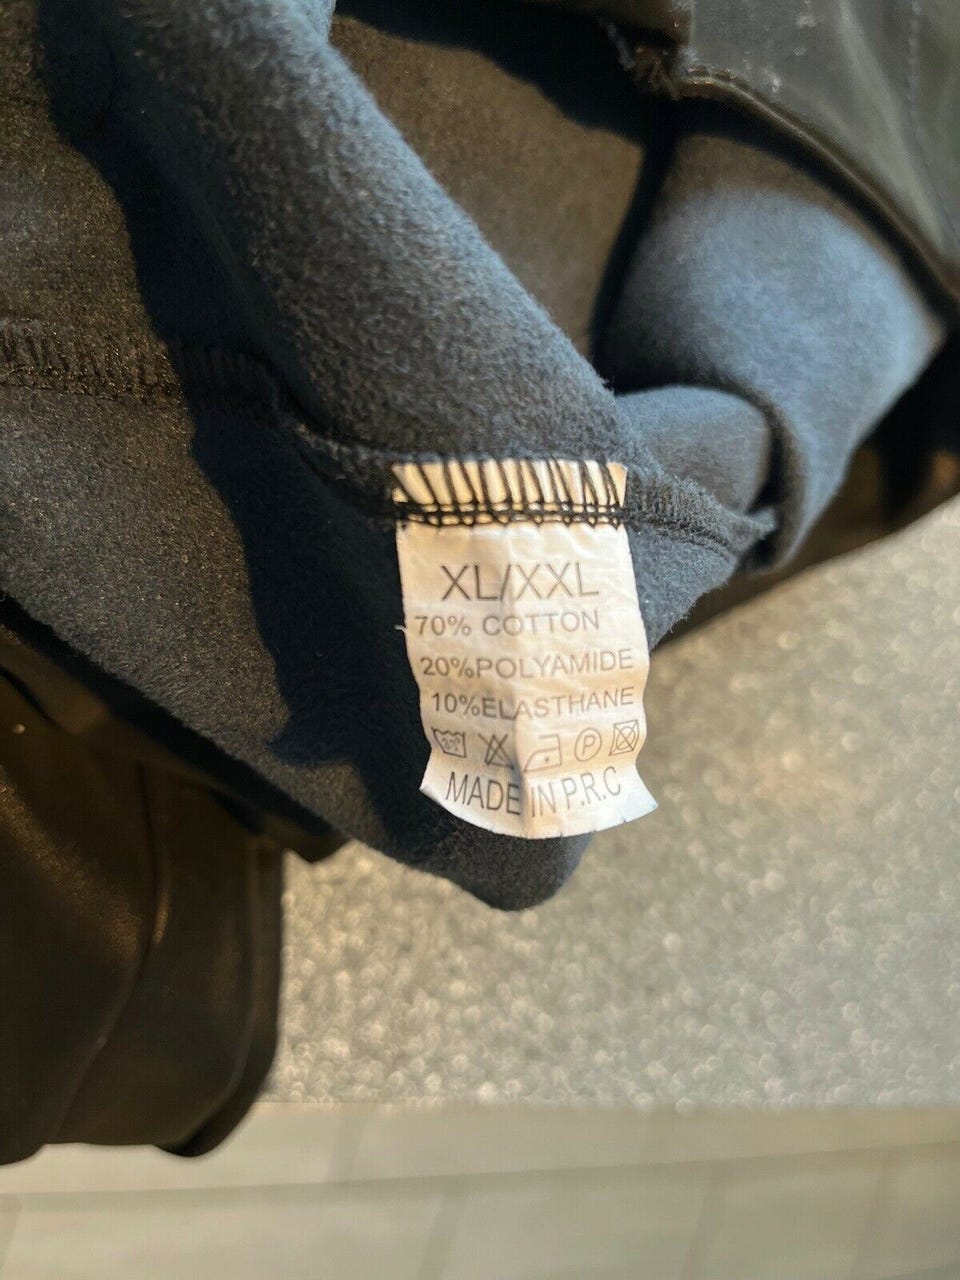 XL/XXL
70% COTTON
20%POLYAMIDE
10%ELASTHANE
P
MADE IN P.R.C